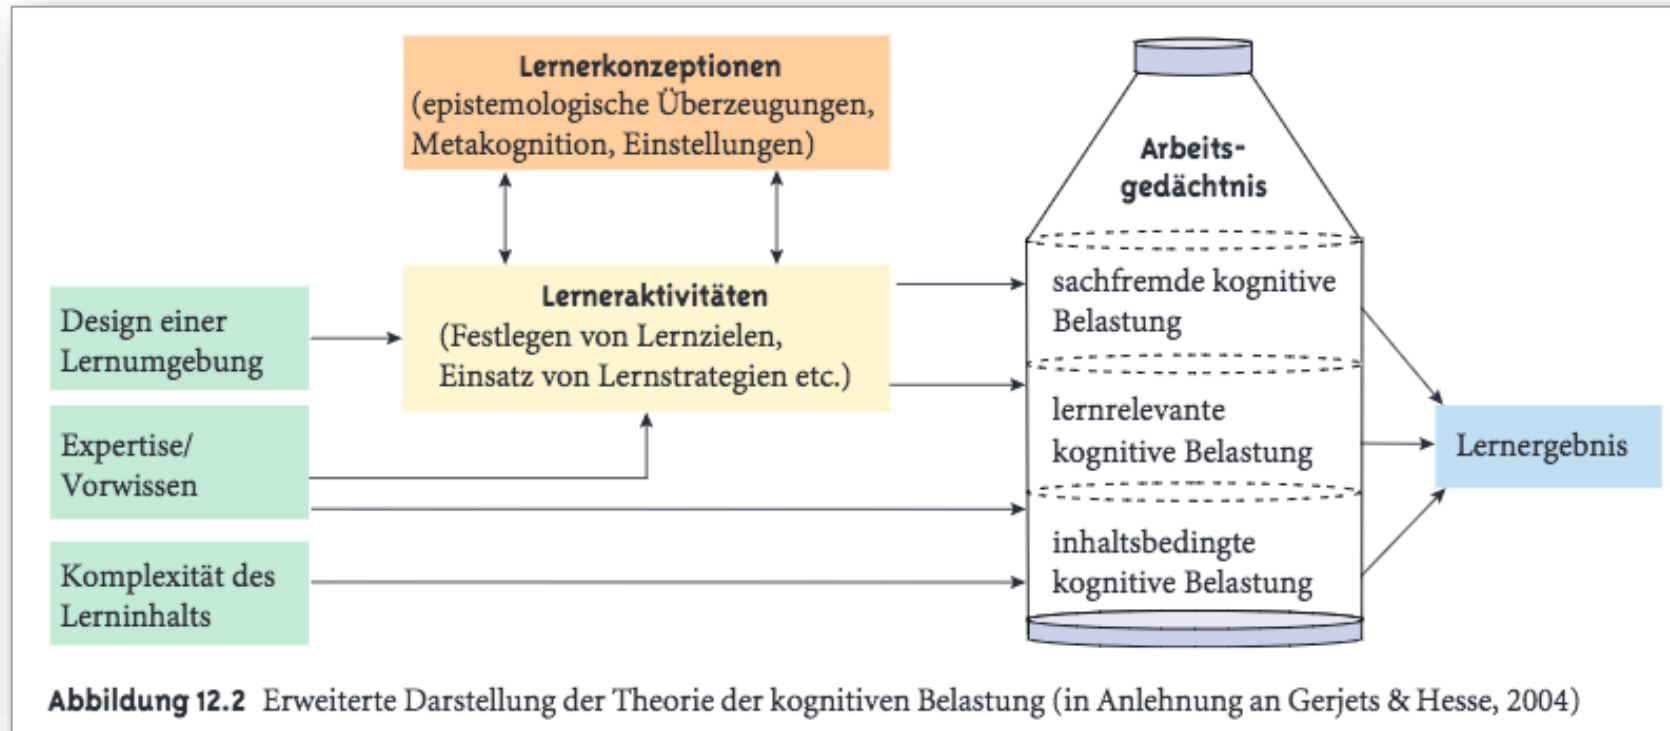 Lernerkonzeptionen
(epistemologische Überzeugungen,
Metakognition, Einstellungen)
Arbeits-
gedächtnis
Design einer
Lernumgebung
Lerneraktivitäten
(Festlegen von Lernzielen,
Einsatz von Lernstrategien etc.)
sachfremde kognitive
Belastung
Expertise/
Vorwissen
lernrelevante
kognitive Belastung
Lernergebnis
Komplexität des
Lerninhalts
inhaltsbedingte
kognitive Belastung
Abbildung 12.2 Erweiterte Darstellung der Theorie der kognitiven Belastung (in Anlehnung an Gerjets & Hesse, 2004)